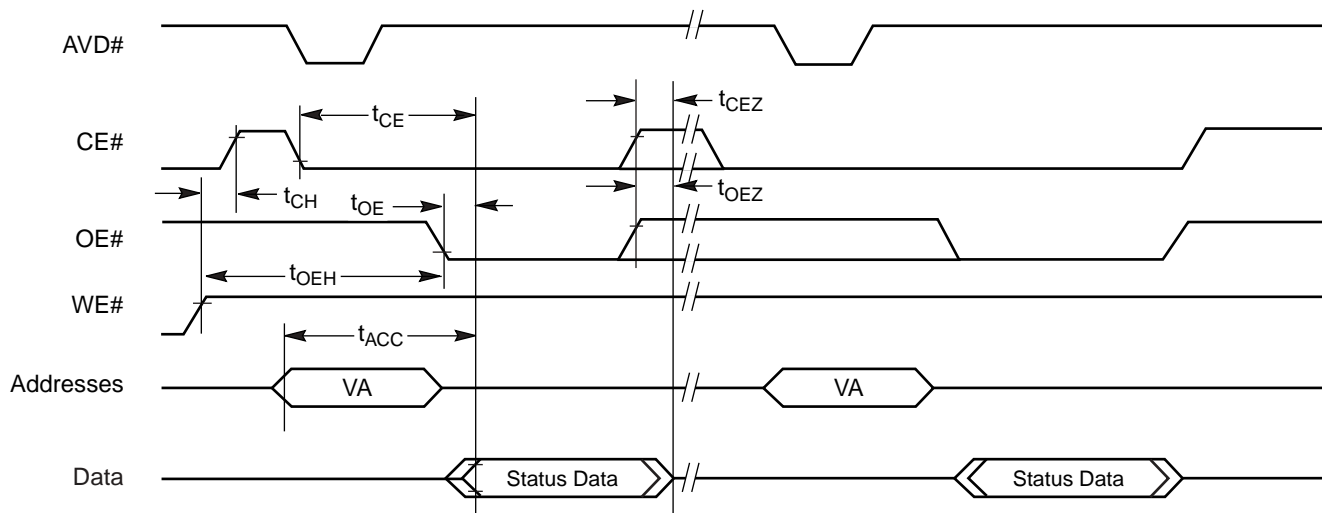 AVD#
tCEZ
tCE
CE#
tCH
tOE
tOEZ
OE#
tOEH
WE#
tACC
Addresses
VA
VA
Data
Status Data
Status Data